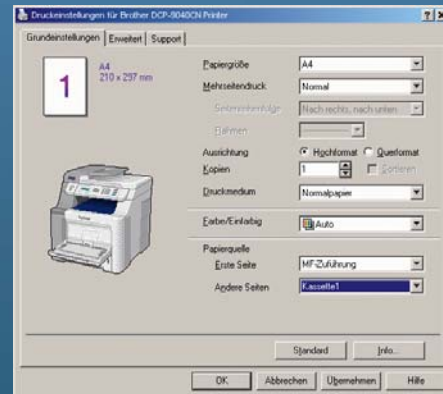 Druckeinstellungen für Brother DCP-9040CN Printer
Grundeinstellungen Erweitert Support
1
A4
210 x 297 mm
Papiergröße A4
Mehrseitendruck Normal
Seitenreihenfolge Nach rechts, nach unten
Rahmen
Ausrichtung Hochformat Querformat
Kopien 1 Sortieren
Druckmedium Normalpapier
Farbe/Einfarbig Auto
Papierquelle
Erste Seite MF-Zuführung
Andere Seiten Kassette1
Standard Info...
OK Abbrechen Übernehmen Hilfe